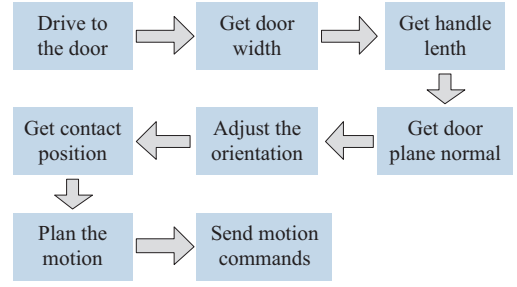 Drive to
the door
Get door
width
Get handle
lenth
Get door
plane normal
Adjust the
orientation
Get contact
position
Plan the
motion
Send motion
commands